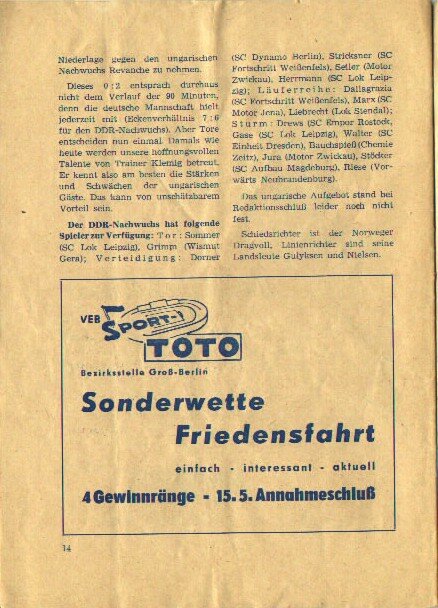 Niederlage gegen den ungarischen
Nachwuchs Revanche zu nehmen.
Dieses 0 : 2 entsprach durchaus
nicht dem Verlauf der 90 Minuten,
denn die deutsche Mannschaft hielt
jederzeit mit (Eckenverhältnis 7 : 6
für den DDR-Nachwuchs). Aber Tore
entscheiden nun einmal. Damals wie
heute werden unsere hoffnungsvollen
Talente von Trainer Klemig betreut.
Er kennt also am besten die Stärken
und Schwächen der ungarischen
Gäste. Das kann von unschätzbarem
Vorteil sein.
Der DDR-Nachwuchs hat folgende
Spieler zur Verfügung: Tor: Sommer
(SC Lok Leipzig), Grimpe (Wismut
Gera); Verteidigung: Dorner
(SC Dynamo Berlin), Stricksner (SC
Fortschritt Weißenfels), Seiler (Motor
Zwickau), Herrmann (SC Lok Leip-
zig); Läuferreihe: Dallagrazia
(SC Fortschritt Weißenfels), Marx (SC
Motor Jena), Liebrecht (Lok Stendal);
Sturm: Drews (SC Empor Rostock,
Gase (SC Lok Leipzig), Walter (SC
Einheit Dresden), Bauchspieß (Chemie
Zeitz), Jura (Motor Zwickau), Stöcker
(SC Aufbau Magdeburg), Riese (Vor-
wärts Neubrandenburg).
Das ungarische Aufgebot stand bei
Redaktionsschluß leider noch nicht
fest.
Schiedsrichter ist der Norweger
Dragvoll, Linienrichter sind seine
Landsleute Gulyksen und Nielsen.
VEB SPORT-
TOTO
Bezirksstelle Groß-Berlin
Sonderwette
Friedensfahrt
einfach - interessant - aktuell
4 Gewinnränge - 15. 5. Annahmeschluß
14